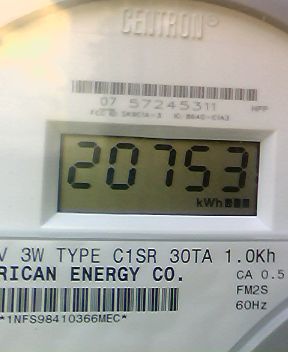 CENTRON®
07 57245311
20753
kWh
V 3W TYPE C1SR 30TA 1.0Kh
RICAN ENERGY CO.
CA 0.5
FM2S
60Hz
*1NFS98410366MEC*